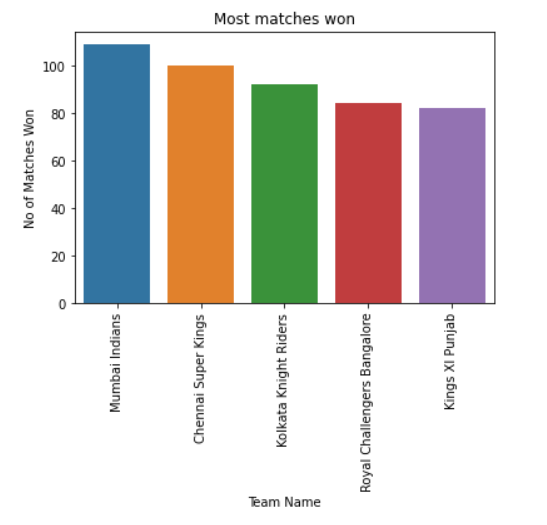 Most matches won
No of Matches Won
100
80
60
40
20
0
Mumbai Indians
Chennai Super Kings
Kolkata Knight Riders
Royal Challengers Bangalore
Kings XI Punjab
Team Name